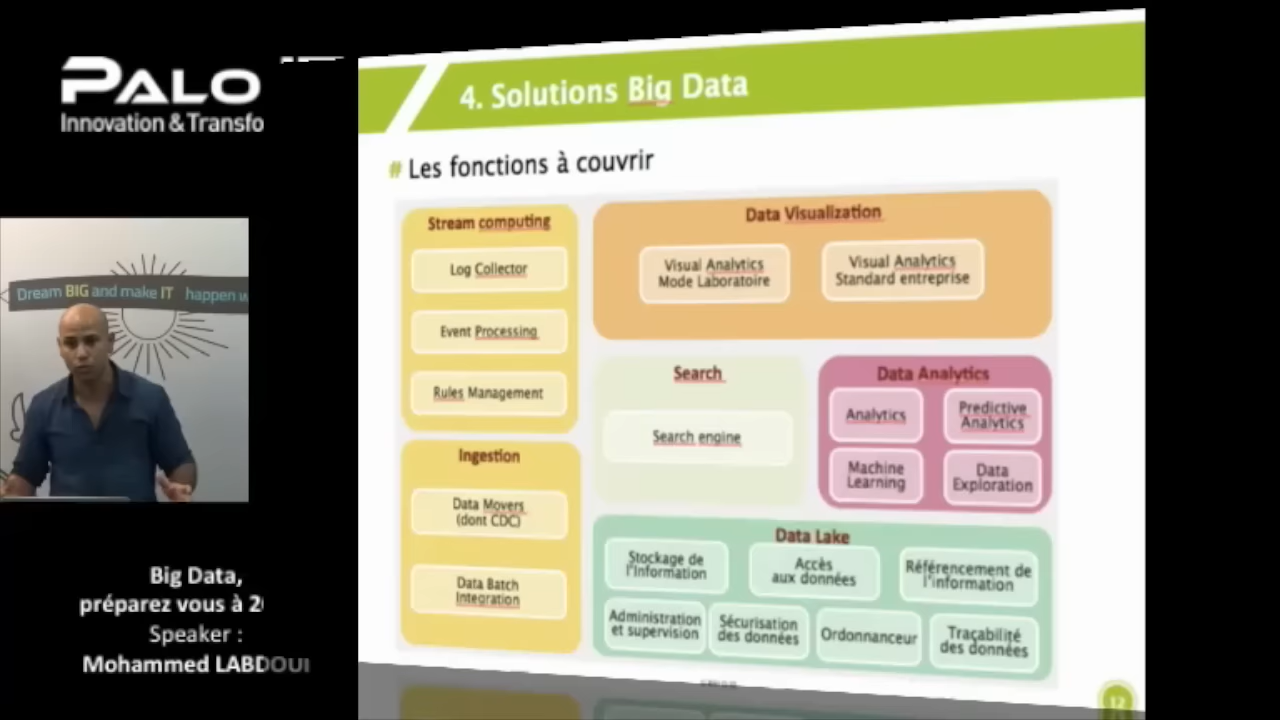 PALO
Innovation & Transfo
Dream BIG and make IT happen w
Big Data,
préparez vous à 2
Speaker :
Mohammed LABDOUI
4. Solutions Big Data
# Les fonctions à couvrir
Stream computing
Log Collector
Event Processing
Rules Management
Ingestion
Data Movers
(dont CDC)
Data Batch
Integration
Data Visualization
Visual Analytics
Mode Laboratoire
Visual Analytics
Standard entreprise
Search
Search engine
Data Analytics
Analytics
Predictive
Analytics
Machine
Learning
Data
Exploration
Data Lake
Stockage de
l'Information
Accès
aux données
Référencement de
l'information
Administration
et supervision
Sécurisation
des données
Ordonnanceur
Traçabilité
des données
12